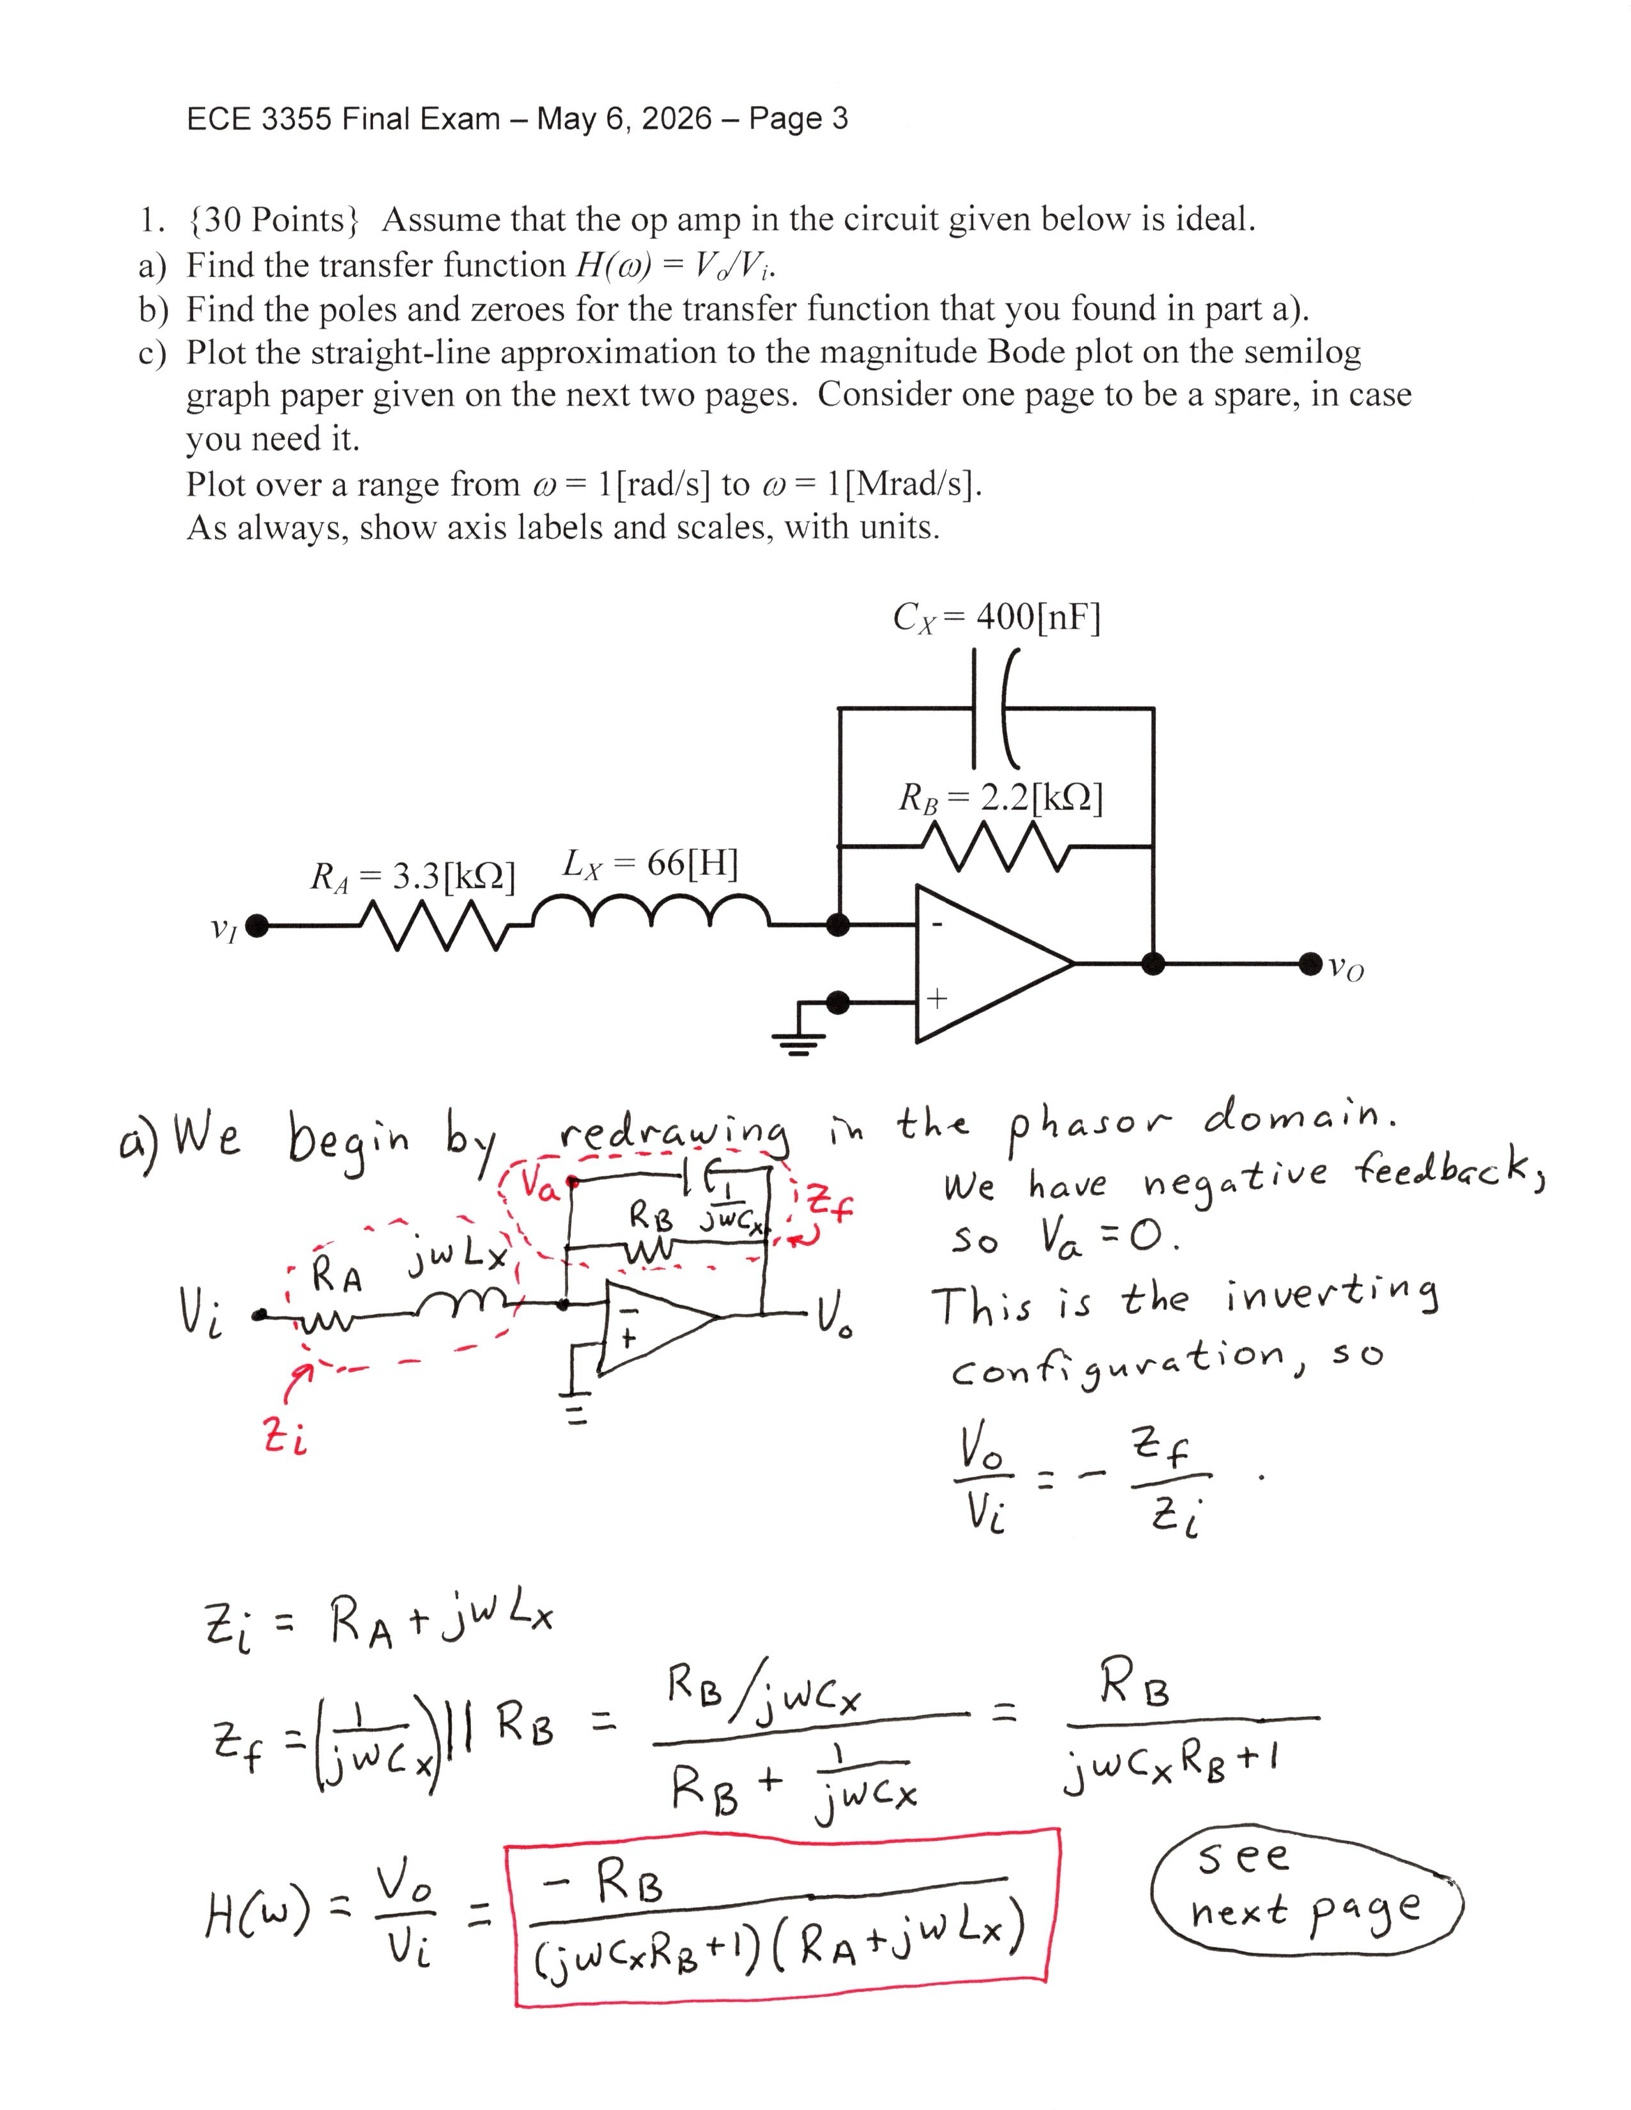 ECE 3355 Final Exam – May 6, 2026 – Page 3
1. {30 Points} Assume that the op amp in the circuit given below is ideal.
a) Find the transfer function H(ω) = Vo/Vi.
b) Find the poles and zeroes for the transfer function that you found in part a).
c) Plot the straight-line approximation to the magnitude Bode plot on the semilog
graph paper given on the next two pages. Consider one page to be a spare, in case
you need it.
Plot over a range from ω = 1[rad/s] to ω = 1[Mrad/s].
As always, show axis labels and scales, with units.
CX = 400[nF]
RB = 2.2[kΩ]
RA = 3.3[kΩ]
LX = 66[H]
vI
-
+
vO
a) We begin by redrawing in the phasor domain.
Va
1/jωCx
Zf
RB
RA
jωLx
Vi
-
+
Vo
Zi
We have negative feedback,
so Va = 0.
This is the inverting
configuration, so
Vo/Vi = - Zf/Zi .
Zi = RA + jωLx
Zf = (1/jωCx) || RB = (RB/jωCx)/(RB + 1/jωCx) = RB/(jωCxRB+1)
H(ω) = Vo/Vi = -RB/((jωCxRB+1)(RA+jωLx))
see
next page